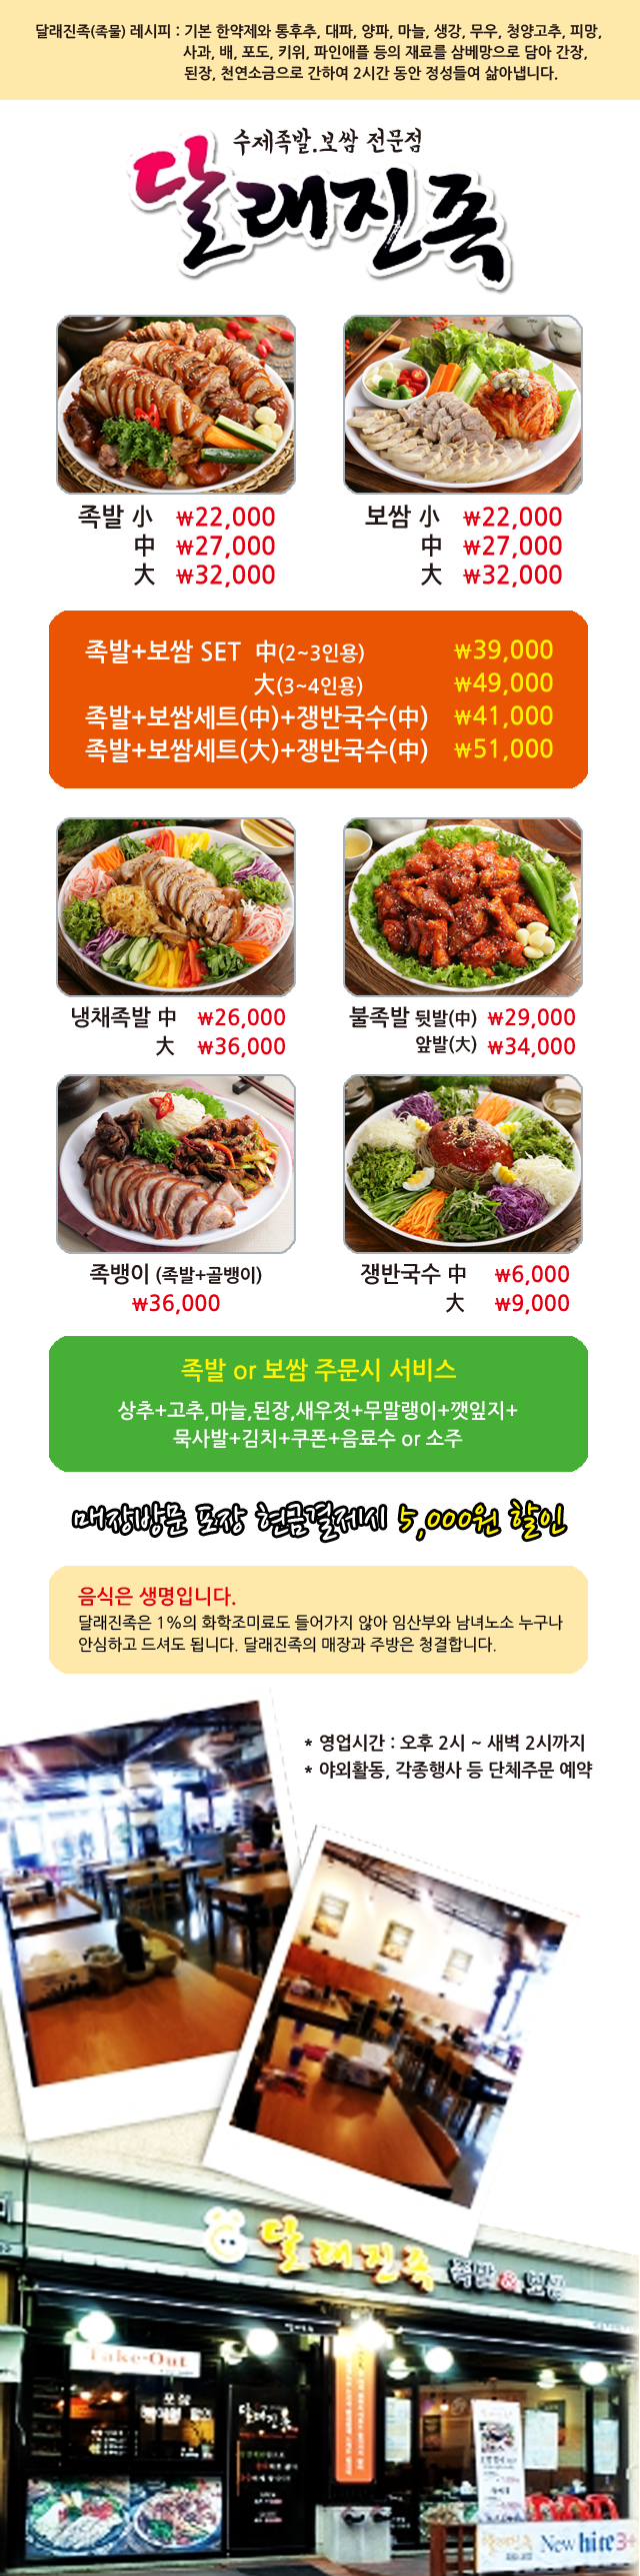 달래진족(족물) 레시피 : 기본 한약제와 통후추, 대파, 양파, 마늘, 생강, 무우, 청양고추, 피망,
사과, 배, 포도, 키위, 파인애플 등의 재료를 삼베망으로 담아 간장,
된장, 천연소금으로 간하여 2시간 동안 정성들여 삶아냅니다.
수제족발.보쌈 전문점
달래진족
족발 小 ₩22,000
中 ₩27,000
大 ₩32,000
보쌈 小 ₩22,000
中 ₩27,000
大 ₩32,000
족발+보쌈 SET 中(2~3인용) ₩39,000
大(3~4인용) ₩49,000
족발+보쌈세트(中)+쟁반국수(中) ₩41,000
족발+보쌈세트(大)+쟁반국수(中) ₩51,000
냉채족발 中 ₩26,000
大 ₩36,000
불족발 뒷발(中) ₩29,000
앞발(大) ₩34,000
족뱅이 (족발+골뱅이)
₩36,000
쟁반국수 中 ₩6,000
大 ₩9,000
족발 or 보쌈 주문시 서비스
상추+고추,마늘,된장,새우젓+무말랭이+깻잎지+
묵사발+김치+쿠폰+음료수 or 소주
매장방문 포장 현금결제시 5,000원 할인
음식은 생명입니다.
달래진족은 1%의 화학조미료도 들어가지 않아 임산부와 남녀노소 누구나
안심하고 드셔도 됩니다. 달래진족의 매장과 주방은 청결합니다.
* 영업시간 : 오후 2시 ~ 새벽 2시까지
* 야외활동, 각종행사 등 단체주문 예약
달래진족 족발&보쌈
Take-Out
포장
달래진족
New hite